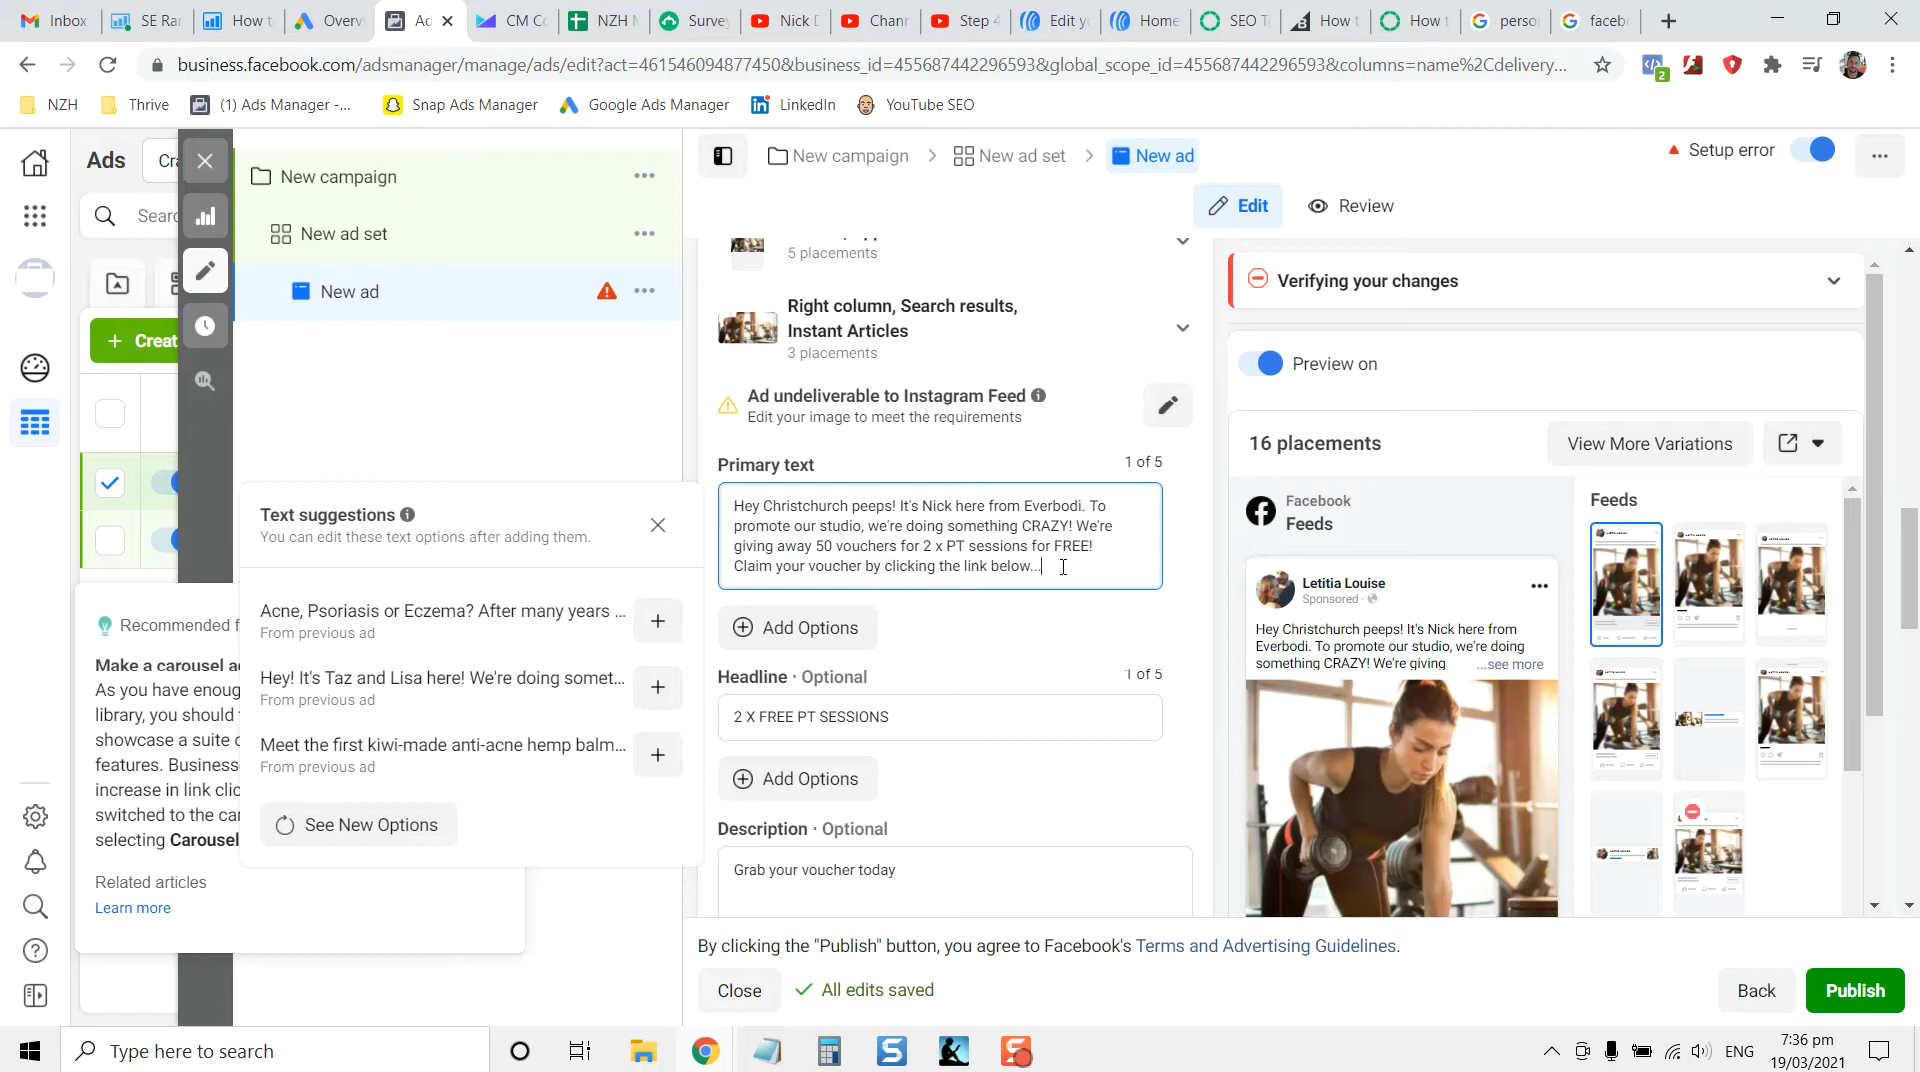 Inbox
SE Ra
How t
Overv
Ad
CM C
NZH M
Surve
Nick D
Chann
Step 4
Edit y
Home
SEO T
How t
How t
perso
faceb
business.facebook.com/adsmanager/manage/ads/edit?act=461546094877450&business_id=455687442296593&global_scope_id=455687442296593&columns=name%2Cdelivery...
2
NZH
Thrive
(1) Ads Manager -...
Snap Ads Manager
Google Ads Manager
LinkedIn
YouTube SEO
Ads
New campaign
New ad set
New ad
New campaign
New ad set
New ad
Setup error
Edit
Review
Sear
Creat
5 placements
Right column, Search results,
Instant Articles
3 placements
Ad undeliverable to Instagram Feed
Edit your image to meet the requirements
Primary text
1 of 5
Hey Christchurch peeps! It's Nick here from Everbodi. To
promote our studio, we're doing something CRAZY! We're
giving away 50 vouchers for 2 x PT sessions for FREE!
Claim your voucher by clicking the link below...
Add Options
Headline · Optional
1 of 5
2 X FREE PT SESSIONS
Add Options
Description · Optional
Grab your voucher today
Text suggestions
You can edit these text options after adding them.
Acne, Psoriasis or Eczema? After many years ...
From previous ad
Hey! It's Taz and Lisa here! We're doing somet...
From previous ad
Meet the first kiwi-made anti-acne hemp balm...
From previous ad
See New Options
Recommended f
Make a carousel a
As you have enoug
library, you should
showcase a suite o
features. Business
increase in link clic
switched to the ca
selecting Carousel
Related articles
Learn more
Verifying your changes
Preview on
16 placements
View More Variations
Facebook
Feeds
Feeds
Letitia Louise
Sponsored ·
Hey Christchurch peeps! It's Nick here from
Everbodi. To promote our studio, we're doing
something CRAZY! We're giving ...see more
By clicking the "Publish" button, you agree to Facebook's Terms and Advertising Guidelines.
Close
All edits saved
Back
Publish
Type here to search
ENG
7:36 pm
19/03/2021